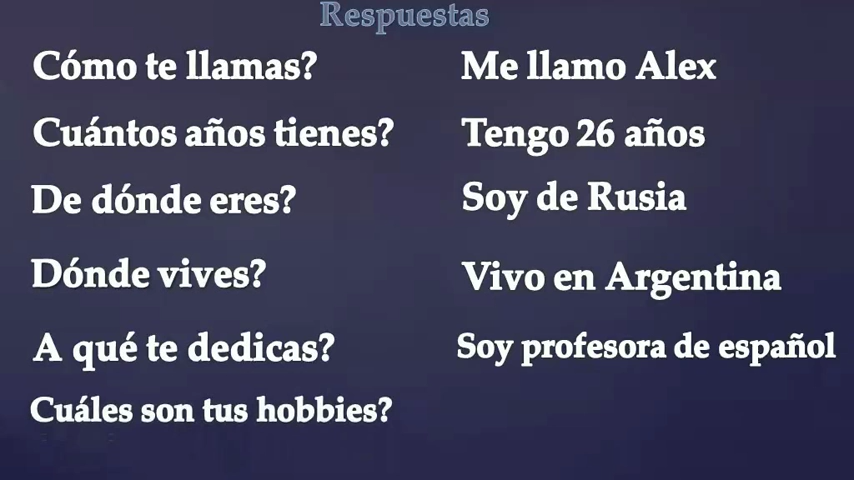 Respuestas
Cómo te llamas? Me llamo Alex
Cuántos años tienes? Tengo 26 años
De dónde eres? Soy de Rusia
Dónde vives? Vivo en Argentina
A qué te dedicas? Soy profesora de español
Cuáles son tus hobbies?